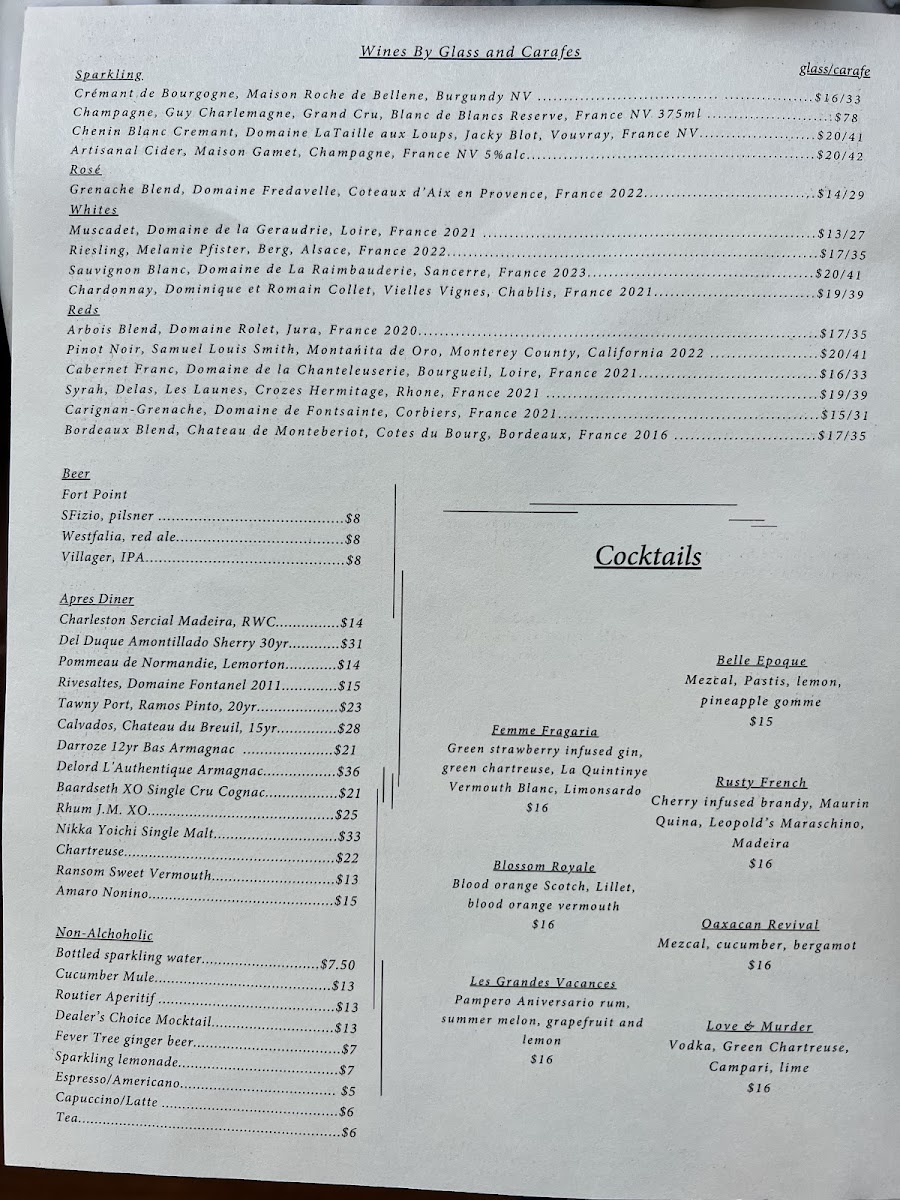 Wines By Glass and Carafes
glass/carafe
Sparkling
Crémant de Bourgogne, Maison Roche de Bellene, Burgundy NV ..........................................$16/33
Champagne, Guy Charlemagne, Grand Cru, Blanc de Blancs Reserve, France NV 375ml ...................$78
Chenin Blanc Cremant, Domaine LaTaille aux Loups, Jacky Blot, Vouvray, France NV.................$20/41
Artisanal Cider, Maison Gamet, Champagne, France NV 5%alc...........................................$20/42
Rosé
Grenache Blend, Domaine Fredavelle, Coteaux d'Aix en Provence, France 2022.........................$14/29
Whites
Muscadet, Domaine de la Geraudrie, Loire, France 2021 ..................................................$13/27
Riesling, Melanie Pfister, Berg, Alsace, France 2022........................................................$17/35
Sauvignon Blanc, Domaine de La Raimbauderie, Sancerre, France 2023..................................$20/41
Chardonnay, Dominique et Romain Collet, Vielles Vignes, Chablis, France 2021........................$19/39
Reds
Arbois Blend, Domaine Rolet, Jura, France 2020............................................................$17/35
Pinot Noir, Samuel Louis Smith, Montańita de Oro, Monterey County, California 2022 ................$20/41
Cabernet Franc, Domaine de la Chanteleuserie, Bourgueil, Loire, France 2021...........................$16/33
Syrah, Delas, Les Launes, Crozes Hermitage, Rhone, France 2021 .........................................$19/39
Carignan-Grenache, Domaine de Fontsainte, Corbiers, France 2021.......................................$15/31
Bordeaux Blend, Chateau de Monteberiot, Cotes du Bourg, Bordeaux, France 2016 ......................$17/35
Beer
Fort Point
SFizio, pilsner ........................................$8
Westfalia, red ale....................................$8
Villager, IPA...........................................$8
Apres Diner
Charleston Sercial Madeira, RWC..............$14
Del Duque Amontillado Sherry 30yr...........$31
Pommeau de Normandie, Lemorton...........$14
Rivesaltes, Domaine Fontanel 2011............$15
Tawny Port, Ramos Pinto, 20yr.................$23
Calvados, Chateau du Breuil, 15yr.............$28
Darroze 12yr Bas Armagnac ....................$21
Delord L'Authentique Armagnac................$36
Baardseth XO Single Cru Cognac...............$21
Rhum J.M. XO.......................................$25
Nikka Yoichi Single Malt..........................$33
Chartreuse............................................$22
Ransom Sweet Vermouth..........................$13
Amaro Nonino.......................................$15
Non-Alchoholic
Bottled sparkling water.........................$7.50
Cucumber Mule.....................................$13
Routier Aperitif .....................................$13
Dealer's Choice Mocktail..........................$13
Fever Tree ginger beer...............................$7
Sparkling lemonade..................................$7
Espresso/Americano................................. $5
Capuccino/Latte ......................................$6
Tea........................................................$6
Cocktails
Femme Fragaria
Green strawberry infused gin,
green chartreuse, La Quintinye
Vermouth Blanc, Limonsardo
$16
Blossom Royale
Blood orange Scotch, Lillet,
blood orange vermouth
$16
Les Grandes Vacances
Pampero Aniversario rum,
summer melon, grapefruit and
lemon
$16
Belle Epoque
Mezcal, Pastis, lemon,
pineapple gomme
$15
Rusty French
Cherry infused brandy, Maurin
Quina, Leopold's Maraschino,
Madeira
$16
Oaxacan Revival
Mezcal, cucumber, bergamot
$16
Love & Murder
Vodka, Green Chartreuse,
Campari, lime
$16